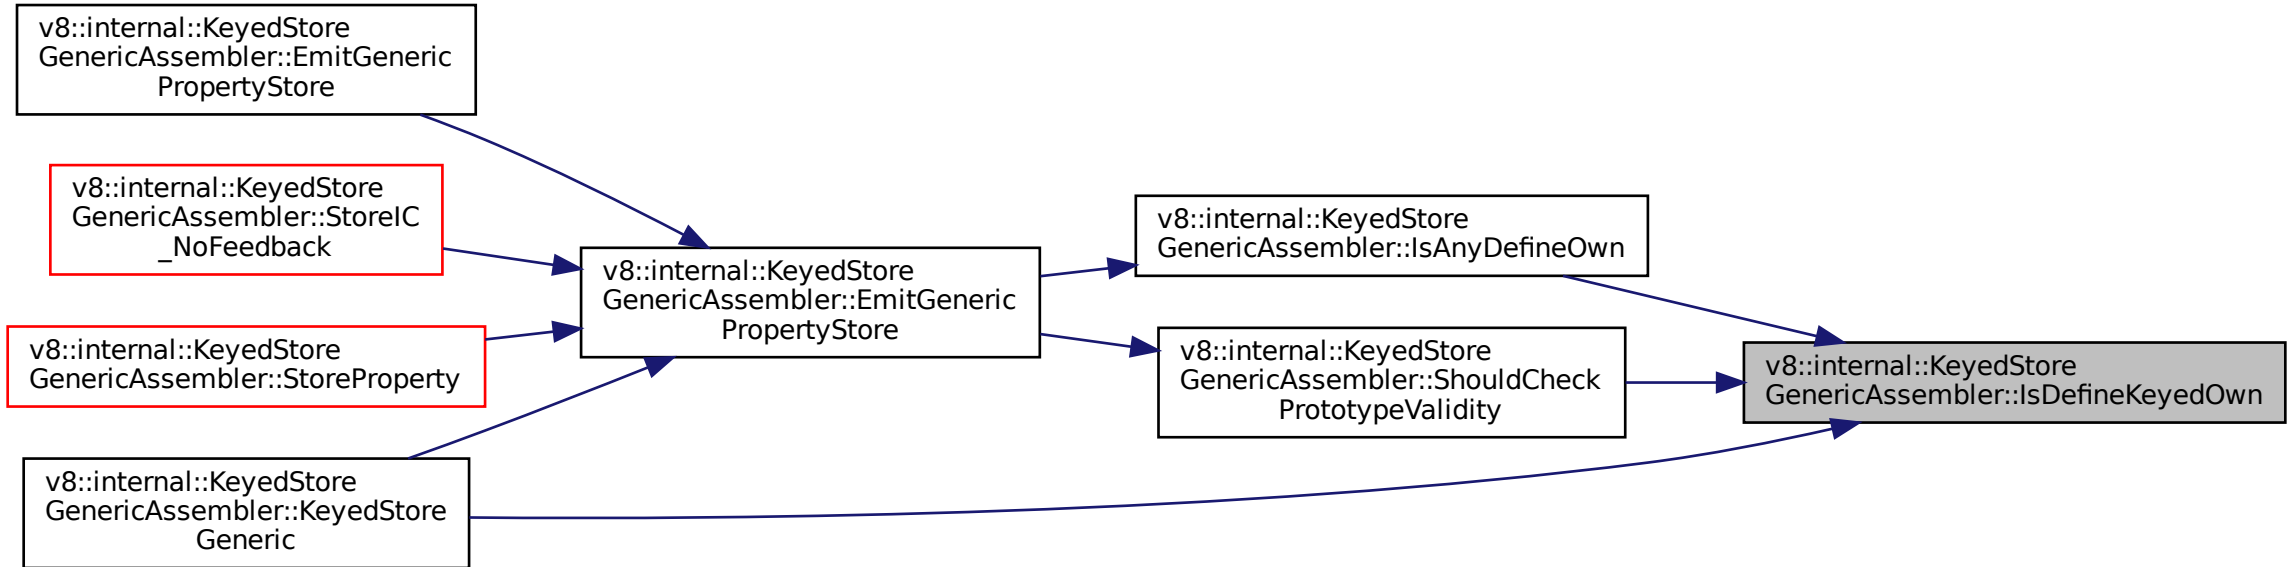 v8::internal::KeyedStore
GenericAssembler::EmitGeneric
PropertyStore
v8::internal::KeyedStore
GenericAssembler::StoreIC
_NoFeedback
v8::internal::KeyedStore
GenericAssembler::StoreProperty
v8::internal::KeyedStore
GenericAssembler::KeyedStore
Generic
v8::internal::KeyedStore
GenericAssembler::EmitGeneric
PropertyStore
v8::internal::KeyedStore
GenericAssembler::IsAnyDefineOwn
v8::internal::KeyedStore
GenericAssembler::ShouldCheck
PrototypeValidity
v8::internal::KeyedStore
GenericAssembler::IsDefineKeyedOwn